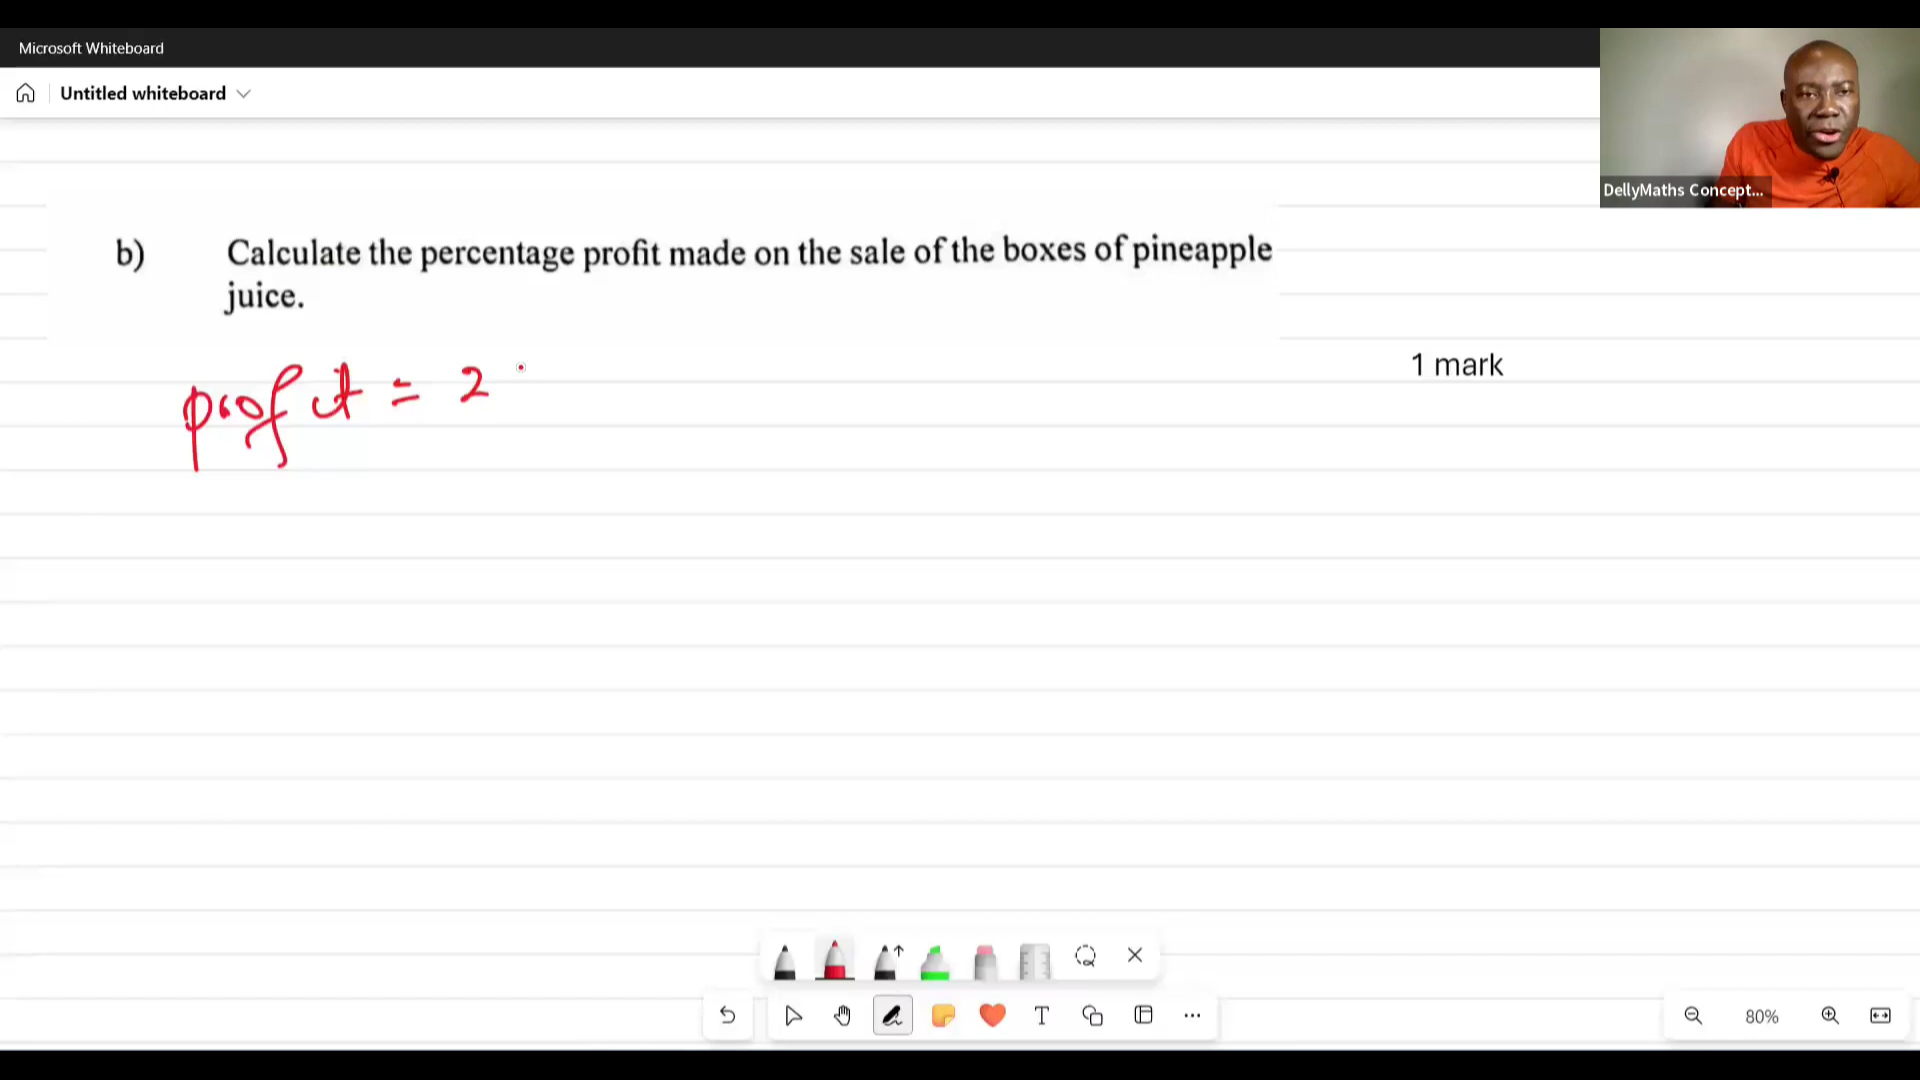 Microsoft Whiteboard
Untitled whiteboard
DellyMaths Concept...
b) Calculate the percentage profit made on the sale of the boxes of pineapple
juice.
1 mark
profit = 2
80%